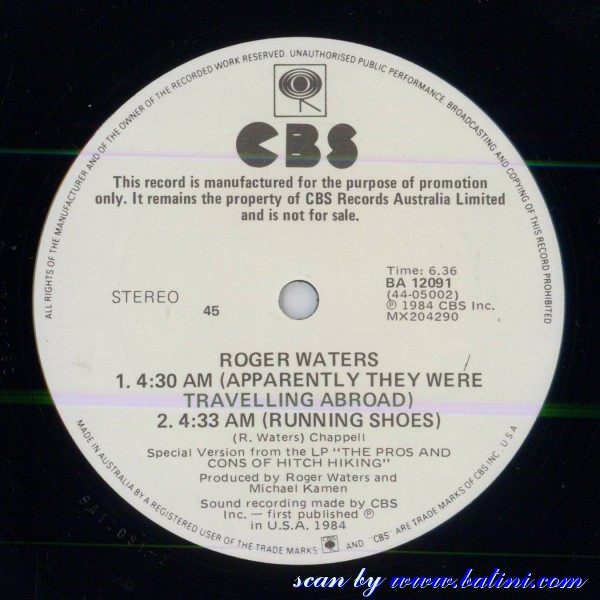 ALL RIGHTS OF THE MANUFACTURER AND OF THE OWNER OF THE RECORDED WORK RESERVED UNAUTHORISED PUBLIC PERFORMANCE, BROADCASTING AND COPYING OF THIS RECORD PROHIBITED
CBS
This record is manufactured for the purpose of promotion
only. It remains the property of CBS Records Australia Limited
and is not for sale.
STEREO
45
Time: 6.36
BA 12091
(44-05002)
℗ 1984 CBS Inc.
MX204290
ROGER WATERS
1. 4:30 AM (APPARENTLY THEY WERE
TRAVELLING ABROAD)
2. 4:33 AM (RUNNING SHOES)
(R. Waters) Chappell
Special Version from the LP "THE PROS AND
CONS OF HITCH HIKING"
Produced by Roger Waters and
Michael Kamen
Sound recording made by CBS
Inc. — first published ℗
in U.S.A. 1984
MADE IN AUSTRALIA BY A REGISTERED USER OF THE TRADE MARKS AND "CBS" ARE TRADE MARKS OF CBS INC USA
scan by www.batini.com